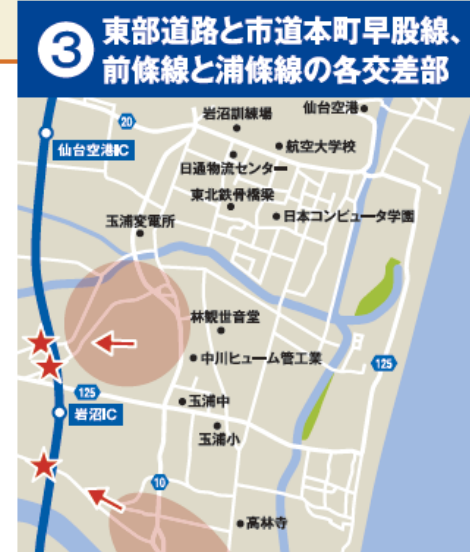 ③ 東部道路と市道本町早股線、
前條線と浦條線の各交差部
岩沼訓練場
仙台空港
20
仙台空港IC
航空大学校
日通物流センター
東北鉄骨橋梁
日本コンピュータ学園
玉浦変電所
林観世音堂
中川ヒューム管工業
125
125
岩沼IC
玉浦中
玉浦小
10
高林寺